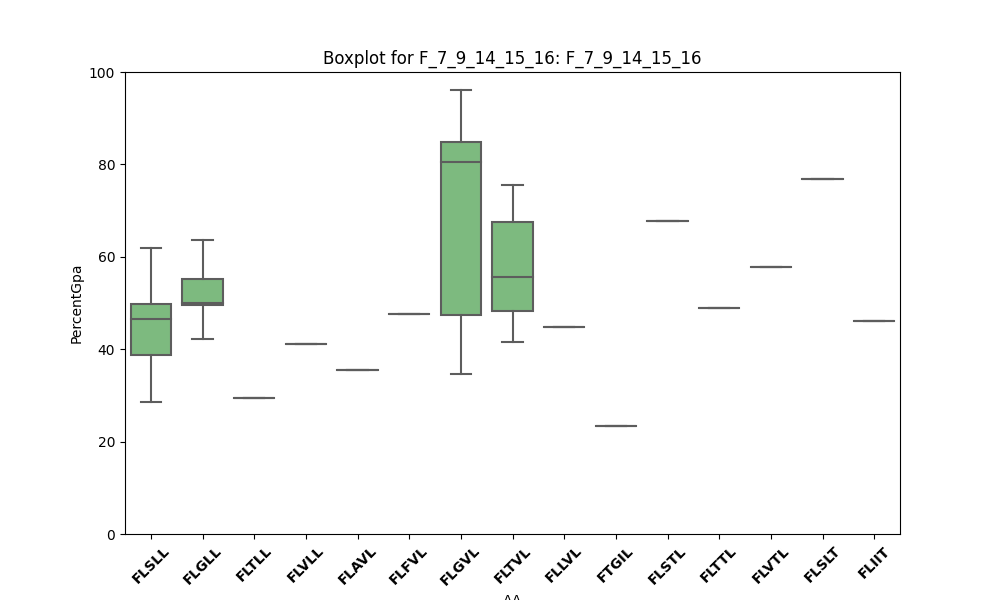 Boxplot for F_7_9_14_15_16: F_7_9_14_15_16
100
80
60
40
20
0
PercentGpa
FLSLL
FLGLL
FLTLL
FLVLL
FLAVL
FLFVL
FLGVL
FLTVL
FLLVL
FTGIL
FLSTL
FLTTL
FLVTL
FLSLT
FLIIT
AA